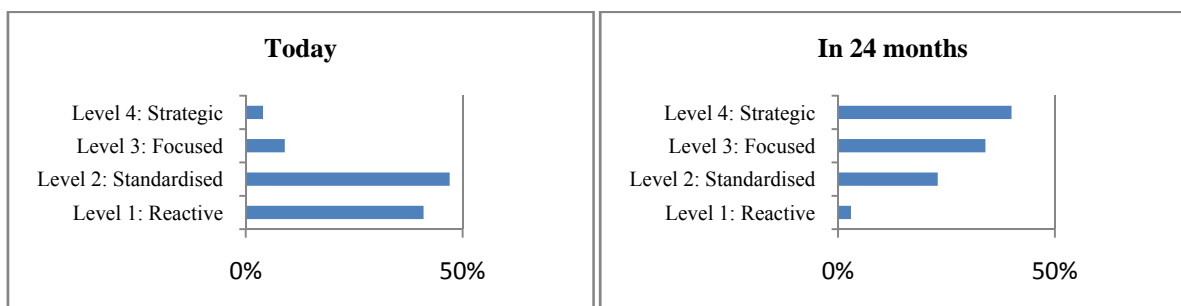 Today
Level 4: Strategic
Level 3: Focused
Level 2: Standardised
Level 1: Reactive
0%
50%
In 24 months
Level 4: Strategic
Level 3: Focused
Level 2: Standardised
Level 1: Reactive
0%
50%